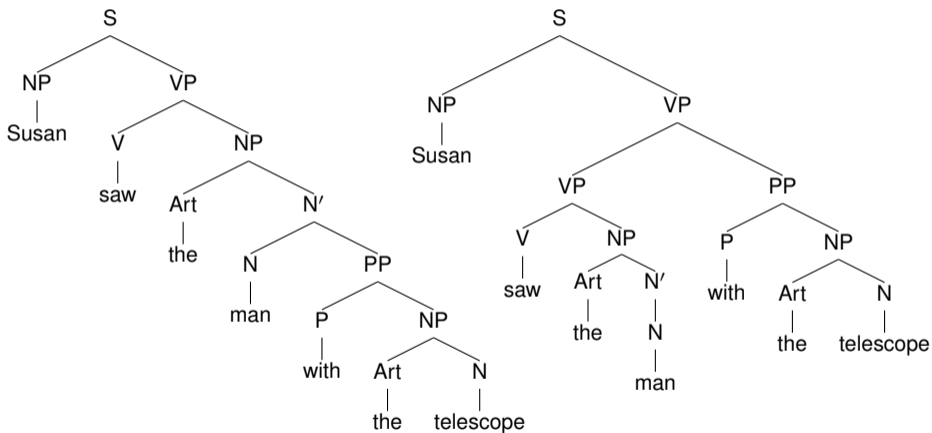 S
NP VP
Susan
V NP
saw
Art N′
the
N PP
man
P NP
with
Art N
the telescope
S
NP VP
Susan
VP PP
V NP P NP
saw Art N′ with Art N
the N the telescope
man